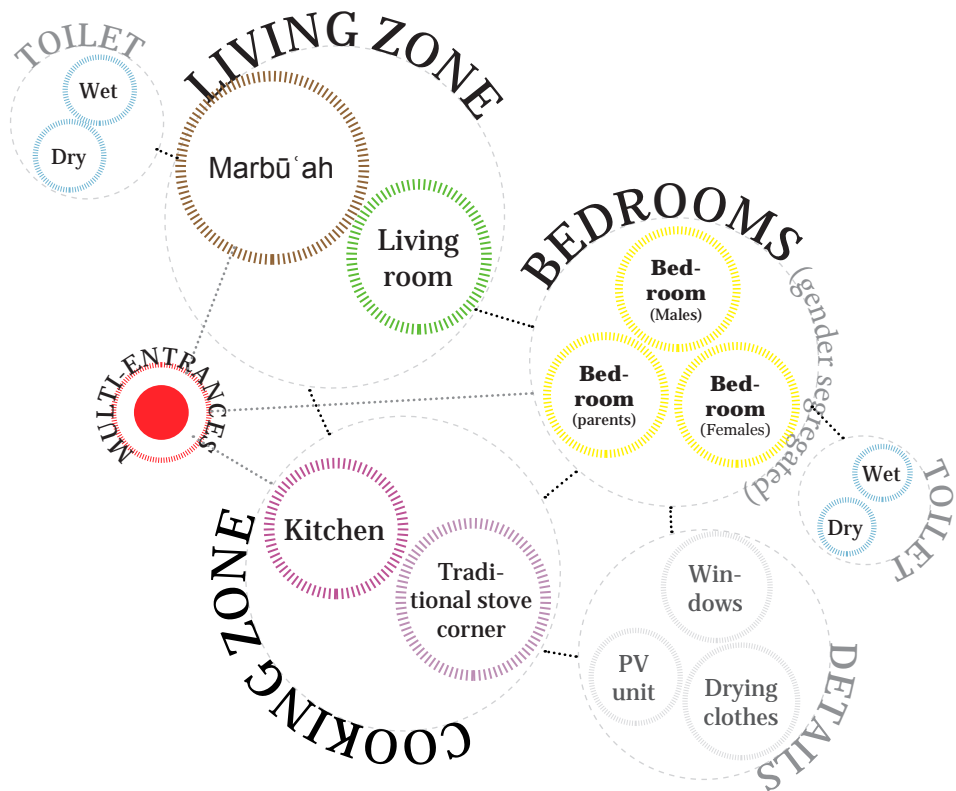 TOILET
Wet
Dry
LIVING ZONE
Marbūʿah
Living
room
BEDROOMS
(gender segregated)
Bed-
room
(Males)
Bed-
room
(parents)
Bed-
room
(Females)
MULTI-ENTRANCES
TOILET
Wet
Dry
COOKING ZONE
Kitchen
Tradi-
tional stove
corner
DETAILS
Win-
dows
PV
unit
Drying
clothes